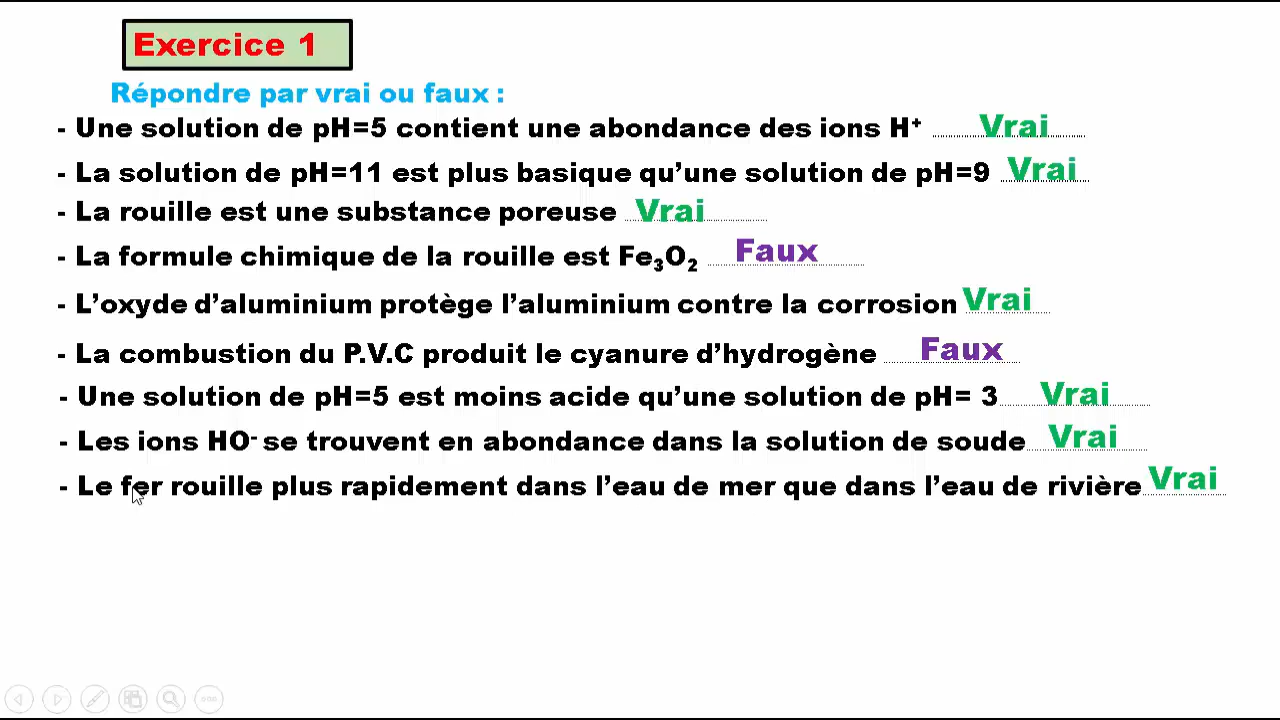 Exercice 1
Répondre par vrai ou faux :
- Une solution de pH=5 contient une abondance des ions H⁺ Vrai
- La solution de pH=11 est plus basique qu’une solution de pH=9 Vrai
- La rouille est une substance poreuse Vrai
- La formule chimique de la rouille est Fe₃O₂ Faux
- L’oxyde d’aluminium protège l’aluminium contre la corrosion Vrai
- La combustion du P.V.C produit le cyanure d’hydrogène Faux
- Une solution de pH=5 est moins acide qu’une solution de pH= 3 Vrai
- Les ions HO⁻ se trouvent en abondance dans la solution de soude Vrai
- Le fer rouille plus rapidement dans l’eau de mer que dans l’eau de rivière Vrai